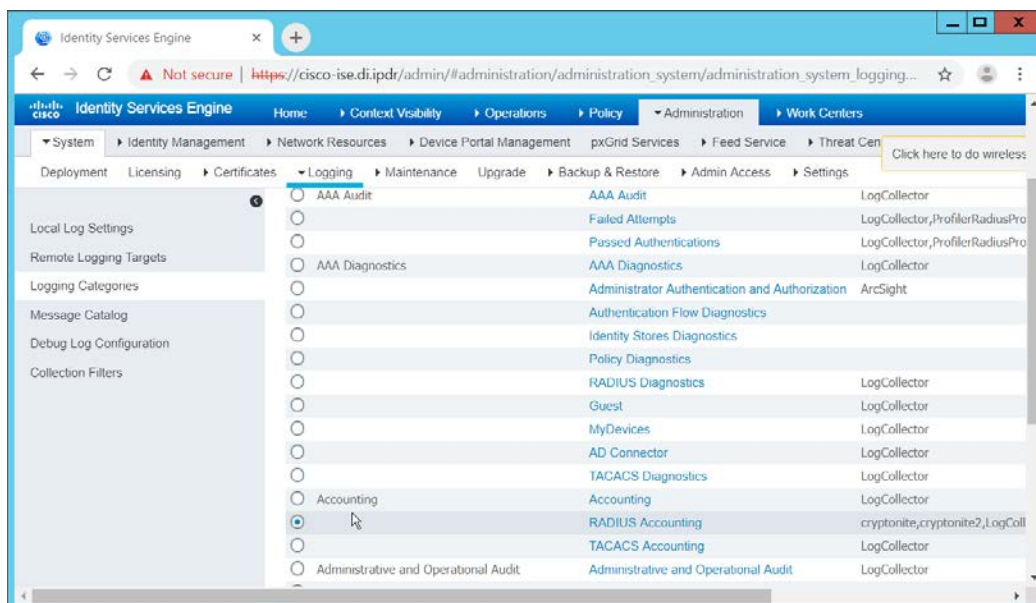 Identity Services Engine
Not secure | https://cisco-ise.di.ipdr/admin/#administration/administration_system/administration_system_logging...
cisco Identity Services Engine Home Context Visibility Operations Policy Administration Work Centers
System Identity Management Network Resources Device Portal Management pxGrid Services Feed Service Threat Cen
Click here to do wireless
Deployment Licensing Certificates Logging Maintenance Upgrade Backup & Restore Admin Access Settings
Local Log Settings
Remote Logging Targets
Logging Categories
Message Catalog
Debug Log Configuration
Collection Filters
AAA Audit AAA Audit LogCollector
Failed Attempts LogCollector,ProfilerRadiusPro
Passed Authentications LogCollector,ProfilerRadiusPro
AAA Diagnostics AAA Diagnostics LogCollector
Administrator Authentication and Authorization ArcSight
Authentication Flow Diagnostics
Identity Stores Diagnostics
Policy Diagnostics
RADIUS Diagnostics LogCollector
Guest LogCollector
MyDevices LogCollector
AD Connector LogCollector
TACACS Diagnostics LogCollector
Accounting Accounting LogCollector
RADIUS Accounting cryptonite,cryptonite2,LogColl
TACACS Accounting LogCollector
Administrative and Operational Audit Administrative and Operational Audit LogCollector